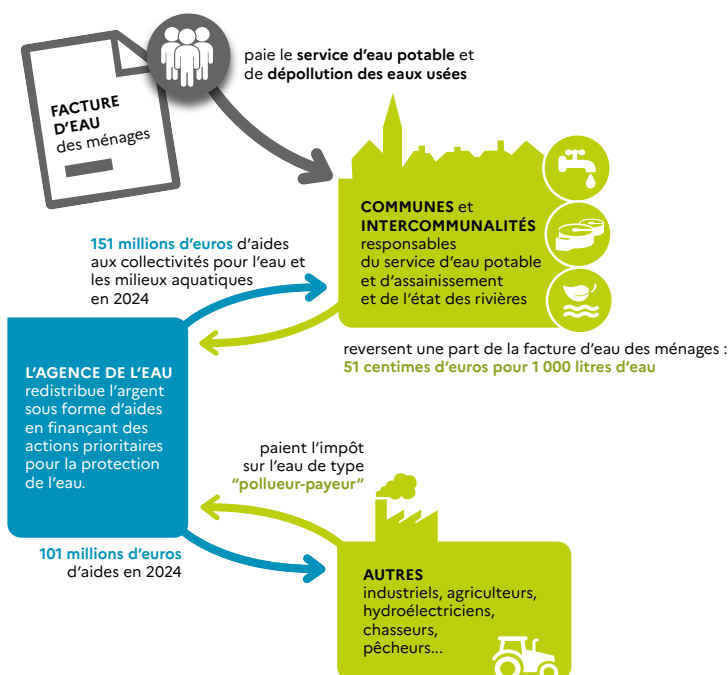 paie le service d'eau potable et
de dépollution des eaux usées
FACTURE
D'EAU
des ménages
COMMUNES et
INTERCOMMUNALITÉS
responsables
du service d'eau potable
et d'assainissement
et de l'état des rivières
151 millions d'euros d'aides
aux collectivités pour l'eau et
les milieux aquatiques
en 2024
reversent une part de la facture d'eau des ménages :
51 centimes d'euros pour 1 000 litres d'eau
L'AGENCE DE L'EAU
redistribue l'argent
sous forme d'aides
en finançant des
actions prioritaires
pour la protection
de l'eau.
paient l'impôt
sur l'eau de type
“pollueur-payeur”
101 millions d'euros
d'aides en 2024
AUTRES
industriels, agriculteurs,
hydroélectriciens,
chasseurs,
pêcheurs...